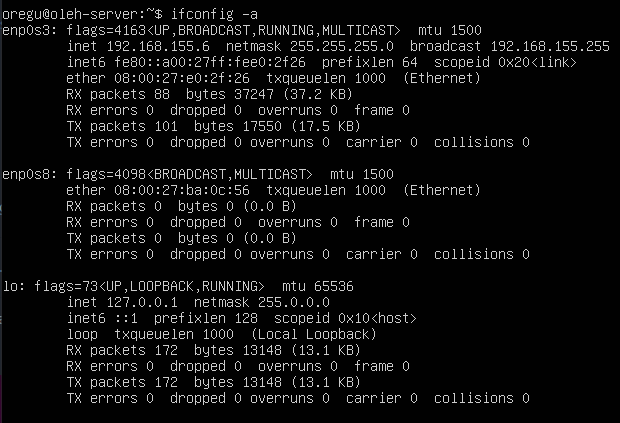 oregu@oleh-server:~$ ifconfig -a
enp0s3: flags=4163<UP,BROADCAST,RUNNING,MULTICAST>  mtu 1500
        inet 192.168.155.6  netmask 255.255.255.0  broadcast 192.168.155.255
        inet6 fe80::a00:27ff:fee0:2f26  prefixlen 64  scopeid 0x20<link>
        ether 08:00:27:e0:2f:26  txqueuelen 1000  (Ethernet)
        RX packets 88  bytes 37247 (37.2 KB)
        RX errors 0  dropped 0  overruns 0  frame 0
        TX packets 101  bytes 17550 (17.5 KB)
        TX errors 0  dropped 0 overruns 0  carrier 0  collisions 0

enp0s8: flags=4098<BROADCAST,MULTICAST>  mtu 1500
        ether 08:00:27:ba:0c:56  txqueuelen 1000  (Ethernet)
        RX packets 0  bytes 0 (0.0 B)
        RX errors 0  dropped 0  overruns 0  frame 0
        TX packets 0  bytes 0 (0.0 B)
        TX errors 0  dropped 0 overruns 0  carrier 0  collisions 0

lo: flags=73<UP,LOOPBACK,RUNNING>  mtu 65536
        inet 127.0.0.1  netmask 255.0.0.0
        inet6 ::1  prefixlen 128  scopeid 0x10<host>
        loop  txqueuelen 1000  (Local Loopback)
        RX packets 172  bytes 13148 (13.1 KB)
        RX errors 0  dropped 0  overruns 0  frame 0
        TX packets 172  bytes 13148 (13.1 KB)
        TX errors 0  dropped 0 overruns 0  carrier 0  collisions 0